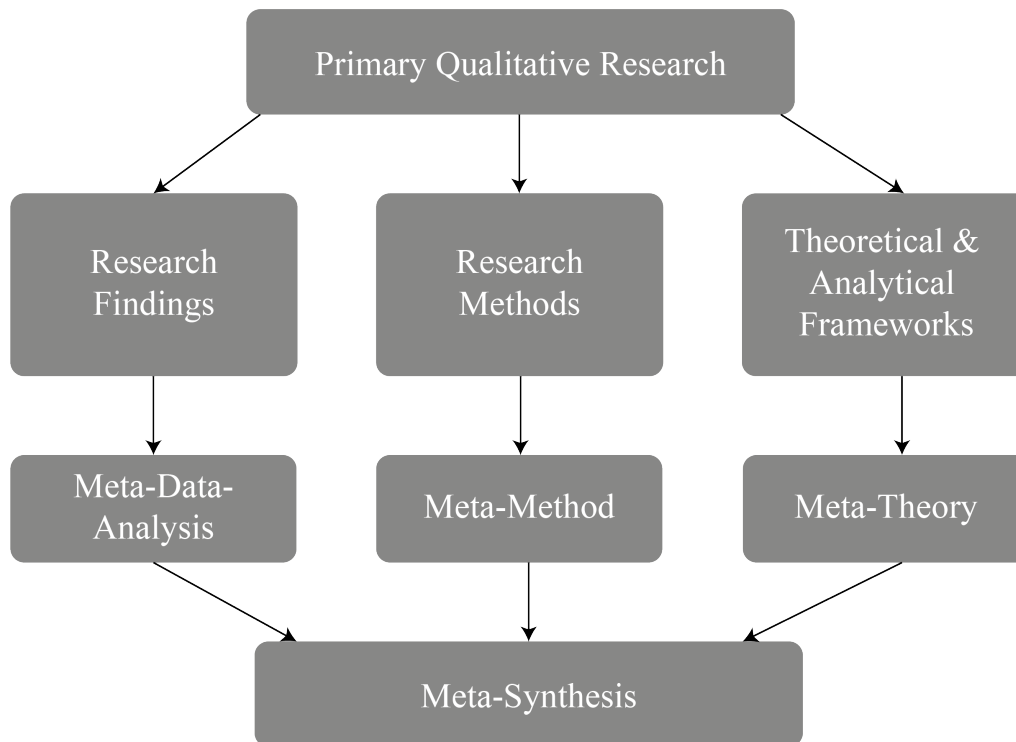 Primary Qualitative Research
Research
Findings
Research
Methods
Theoretical &
Analytical
Frameworks
Meta-Data-
Analysis
Meta-Method
Meta-Theory
Meta-Synthesis